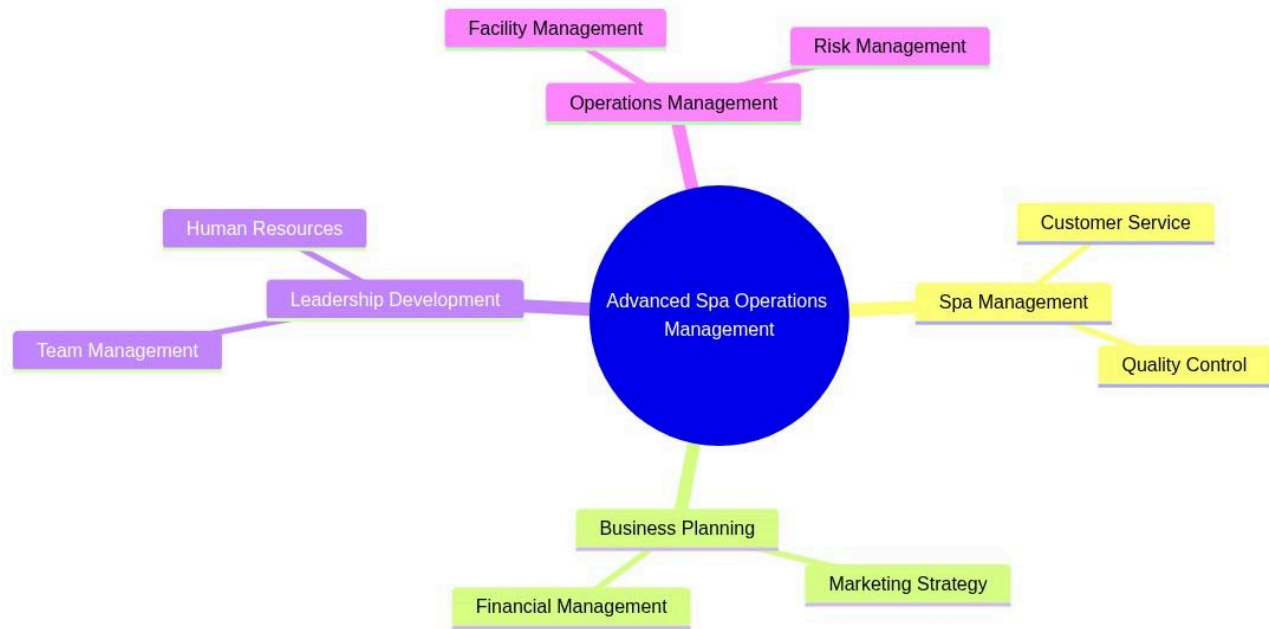 Facility Management
Risk Management
Operations Management
Human Resources
Customer Service
Leadership Development
Advanced Spa Operations
Management
Spa Management
Team Management
Quality Control
Business Planning
Marketing Strategy
Financial Management